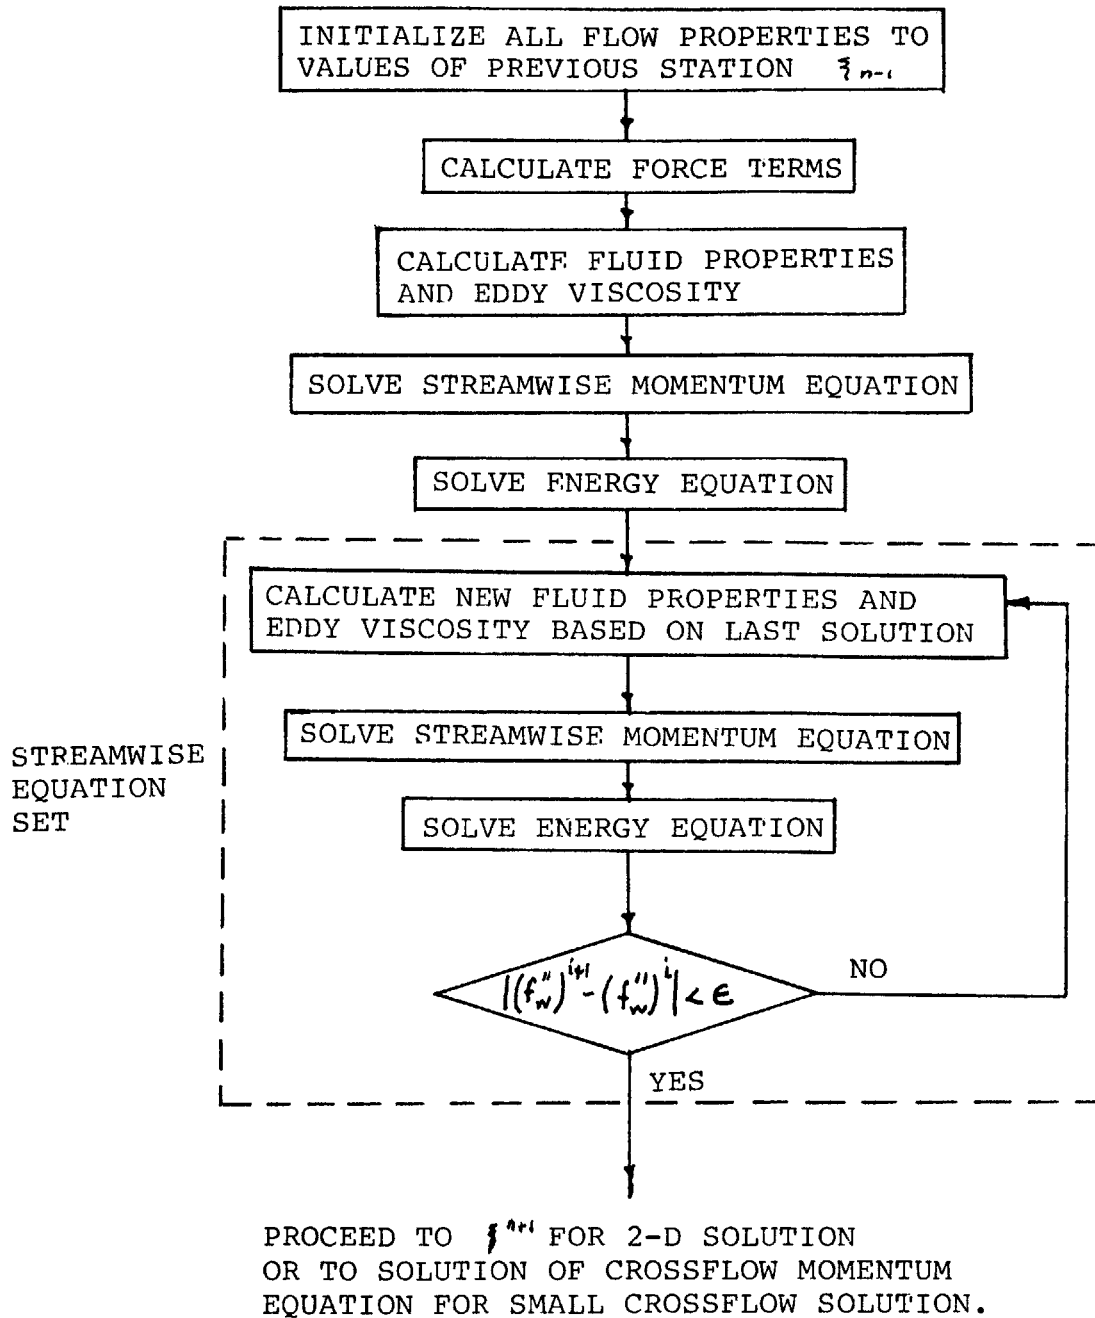 INITIALIZE ALL FLOW PROPERTIES TO
VALUES OF PREVIOUS STATION ξ_{n-1}
CALCULATE FORCE TERMS
CALCULATE FLUID PROPERTIES
AND EDDY VISCOSITY
SOLVE STREAMWISE MOMENTUM EQUATION
SOLVE ENERGY EQUATION
CALCULATE NEW FLUID PROPERTIES AND
EDDY VISCOSITY BASED ON LAST SOLUTION
SOLVE STREAMWISE MOMENTUM EQUATION
STREAMWISE
EQUATION
SET
SOLVE ENERGY EQUATION
|(f_w'')^{i+1} - (f_w'')^i| < ϵ
NO
YES
PROCEED TO ξ^{n+1} FOR 2-D SOLUTION
OR TO SOLUTION OF CROSSFLOW MOMENTUM
EQUATION FOR SMALL CROSSFLOW SOLUTION.